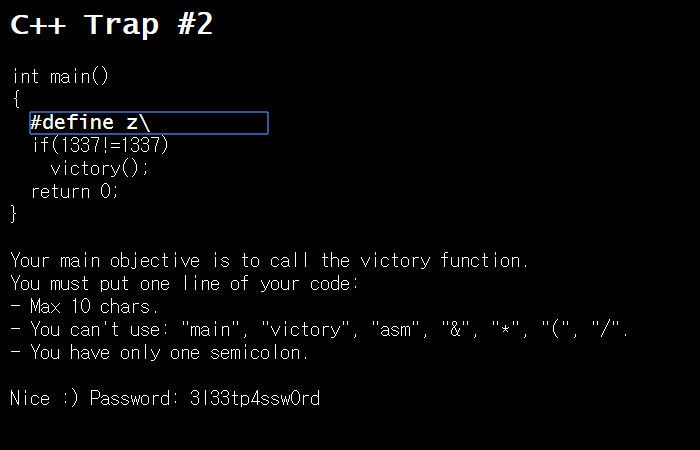 C++ Trap #2
int main()
{
#define z\
if(1337!=1337)
victory();
return 0;
}
Your main objective is to call the victory function.
You must put one line of your code:
- Max 10 chars.
- You can't use: "main", "victory", "asm", "&", "*", "(", "/".
- You have only one semicolon.
Nice :) Password: 3l33tp4ssw0rd